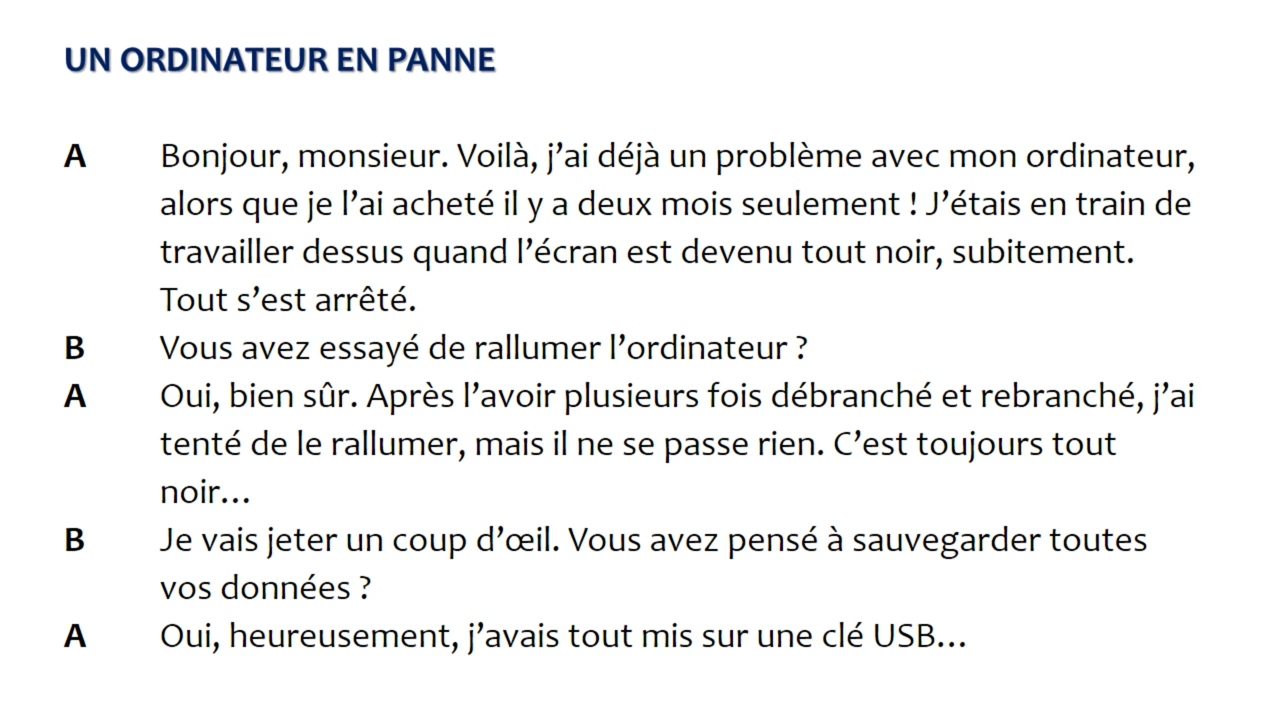 UN ORDINATEUR EN PANNE
A Bonjour, monsieur. Voilà, j’ai déjà un problème avec mon ordinateur,
alors que je l’ai acheté il y a deux mois seulement ! J’étais en train de
travailler dessus quand l’écran est devenu tout noir, subitement.
Tout s’est arrêté.
B Vous avez essayé de rallumer l’ordinateur ?
A Oui, bien sûr. Après l’avoir plusieurs fois débranché et rebranché, j’ai
tenté de le rallumer, mais il ne se passe rien. C’est toujours tout
noir…
B Je vais jeter un coup d’œil. Vous avez pensé à sauvegarder toutes
vos données ?
A Oui, heureusement, j’avais tout mis sur une clé USB…